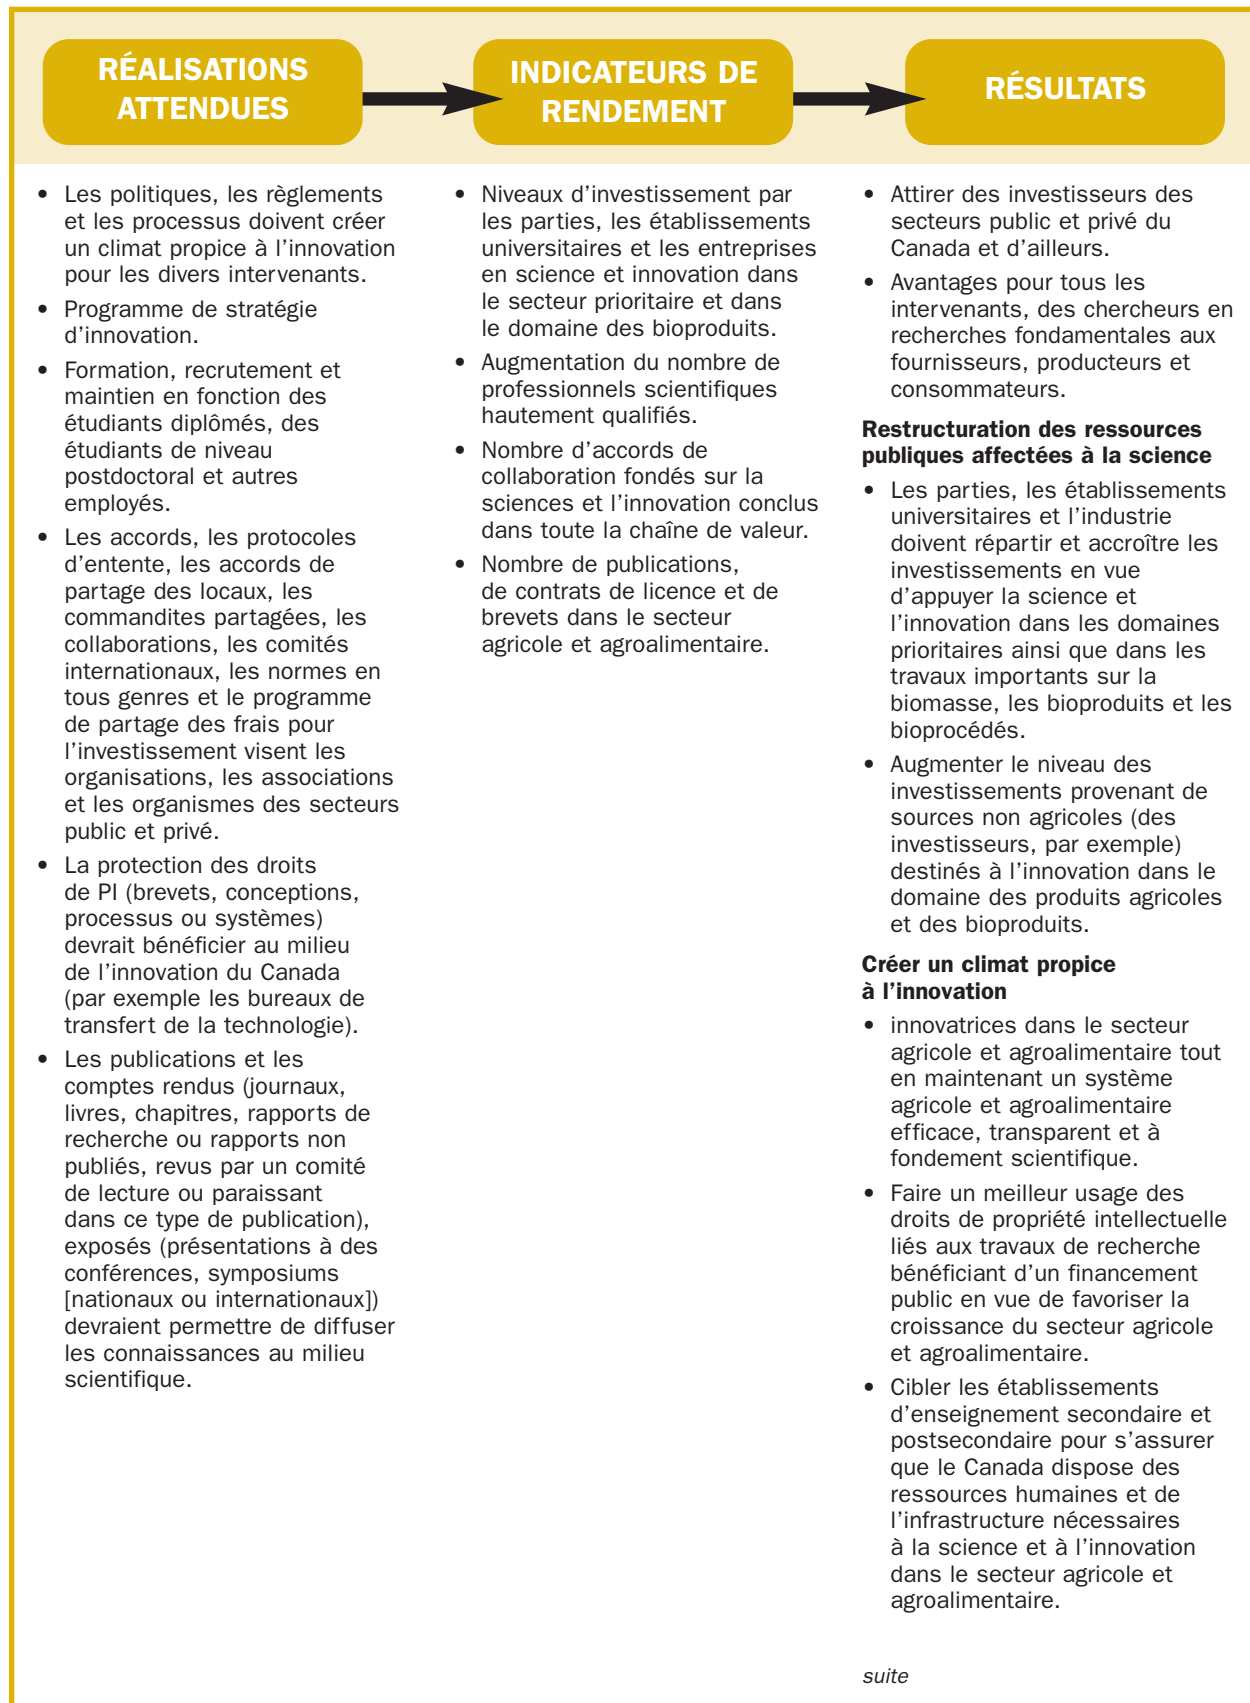 RÉALISATIONS
ATTENDUES
INDICATEURS DE
RENDEMENT
RÉSULTATS
• Les politiques, les règlements
et les processus doivent créer
un climat propice à l’innovation
pour les divers intervenants.
• Programme de stratégie
d’innovation.
• Formation, recrutement et
maintien en fonction des
étudiants diplômés, des
étudiants de niveau
postdoctoral et autres
employés.
• Les accords, les protocoles
d’entente, les accords de
partage des locaux, les
commandites partagées, les
collaborations, les comités
internationaux, les normes en
tous genres et le programme
de partage des frais pour
l’investissement visent les
organisations, les associations
et les organismes des secteurs
public et privé.
• La protection des droits
de PI (brevets, conceptions,
processus ou systèmes)
devrait bénéficier au milieu
de l’innovation du Canada
(par exemple les bureaux de
transfert de la technologie).
• Les publications et les
comptes rendus (journaux,
livres, chapitres, rapports de
recherche ou rapports non
publiés, revus par un comité
de lecture ou paraissant
dans ce type de publication),
exposés (présentations à des
conférences, symposiums
[nationaux ou internationaux])
devraient permettre de diffuser
les connaissances au milieu
scientifique.
• Niveaux d’investissement par
les parties, les établissements
universitaires et les entreprises
en science et innovation dans
le secteur prioritaire et dans
le domaine des bioproduits.
• Augmentation du nombre de
professionnels scientifiques
hautement qualifiés.
• Nombre d’accords de
collaboration fondés sur la
sciences et l’innovation conclus
dans toute la chaîne de valeur.
• Nombre de publications,
de contrats de licence et de
brevets dans le secteur
agricole et agroalimentaire.
• Attirer des investisseurs des
secteurs public et privé du
Canada et d’ailleurs.
• Avantages pour tous les
intervenants, des chercheurs en
recherches fondamentales aux
fournisseurs, producteurs et
consommateurs.
Restructuration des ressources
publiques affectées à la science
• Les parties, les établissements
universitaires et l’industrie
doivent répartir et accroître les
investissements en vue
d’appuyer la science et
l’innovation dans les domaines
prioritaires ainsi que dans les
travaux importants sur la
biomasse, les bioproduits et les
bioprocédés.
• Augmenter le niveau des
investissements provenant de
sources non agricoles (des
investisseurs, par exemple)
destinés à l’innovation dans le
domaine des produits agricoles
et des bioproduits.
Créer un climat propice
à l’innovation
• innovatrices dans le secteur
agricole et agroalimentaire tout
en maintenant un système
agricole et agroalimentaire
efficace, transparent et à
fondement scientifique.
• Faire un meilleur usage des
droits de propriété intellectuelle
liés aux travaux de recherche
bénéficiant d’un financement
public en vue de favoriser la
croissance du secteur agricole
et agroalimentaire.
• Cibler les établissements
d’enseignement secondaire et
postsecondaire pour s’assurer
que le Canada dispose des
ressources humaines et de
l’infrastructure nécessaires
à la science et à l’innovation
dans le secteur agricole et
agroalimentaire.
suite